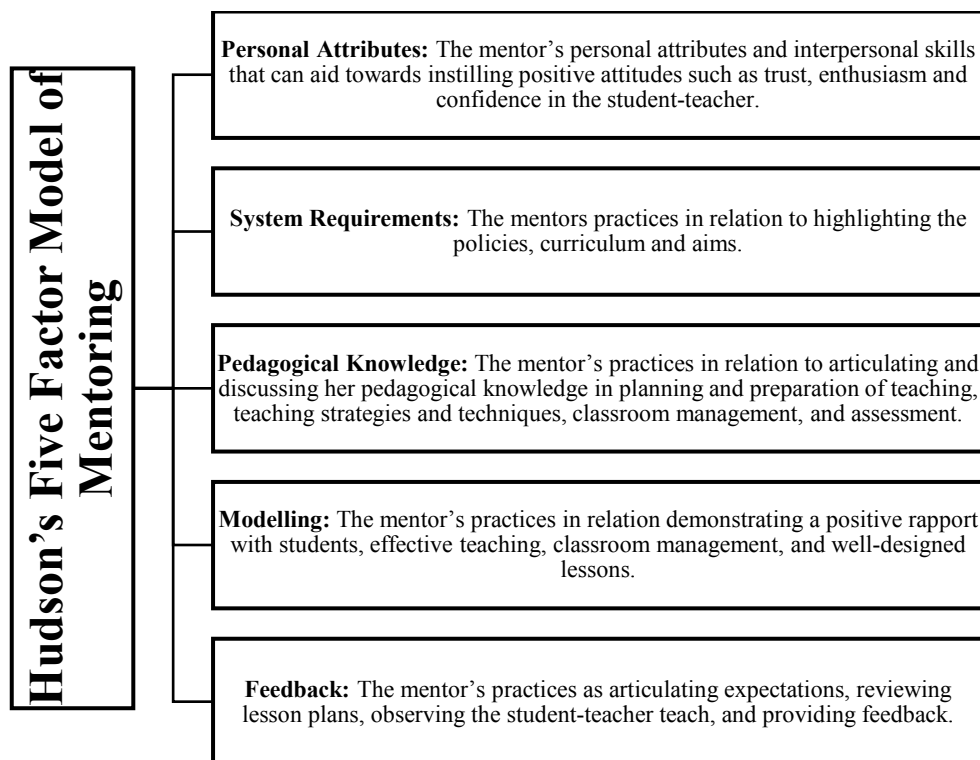 Hudson’s Five Factor Model of
Mentoring
Personal Attributes: The mentor’s personal attributes and interpersonal skills
that can aid towards instilling positive attitudes such as trust, enthusiasm and
confidence in the student-teacher.
System Requirements: The mentors practices in relation to highlighting the
policies, curriculum and aims.
Pedagogical Knowledge: The mentor’s practices in relation to articulating and
discussing her pedagogical knowledge in planning and preparation of teaching,
teaching strategies and techniques, classroom management, and assessment.
Modelling: The mentor’s practices in relation demonstrating a positive rapport
with students, effective teaching, classroom management, and well-designed
lessons.
Feedback: The mentor’s practices as articulating expectations, reviewing
lesson plans, observing the student-teacher teach, and providing feedback.